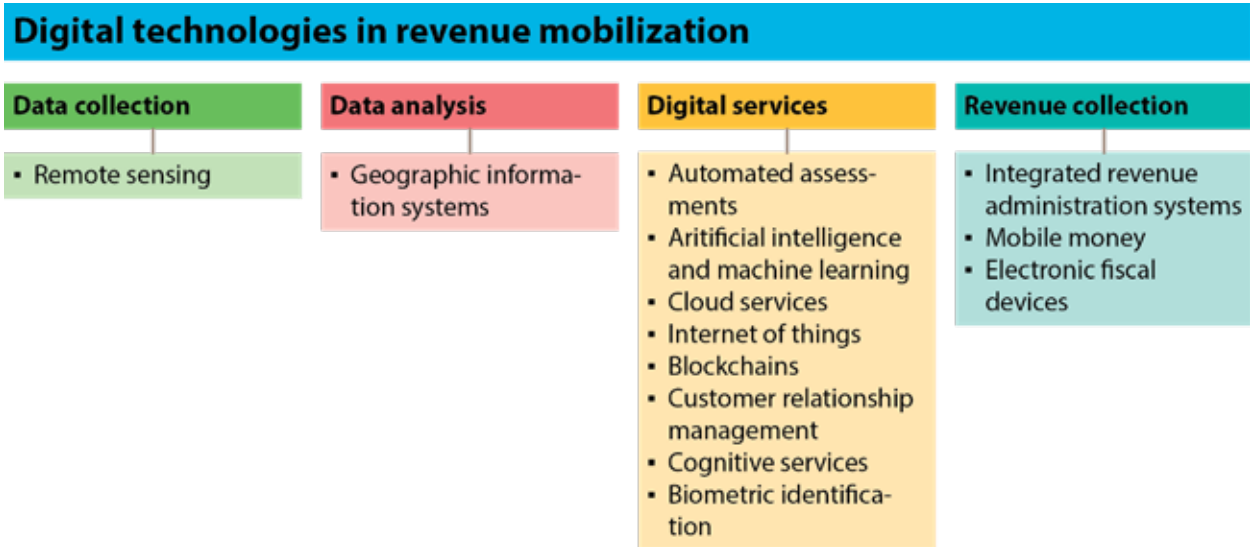 Digital technologies in revenue mobilization
Data collection
▪ Remote sensing
Data analysis
▪ Geographic informa-
tion systems
Digital services
▪ Automated assess-
ments
▪ Aritificial intelligence
and machine learning
▪ Cloud services
▪ Internet of things
▪ Blockchains
▪ Customer relationship
management
▪ Cognitive services
▪ Biometric identifica-
tion
Revenue collection
▪ Integrated revenue
administration systems
▪ Mobile money
▪ Electronic fiscal
devices